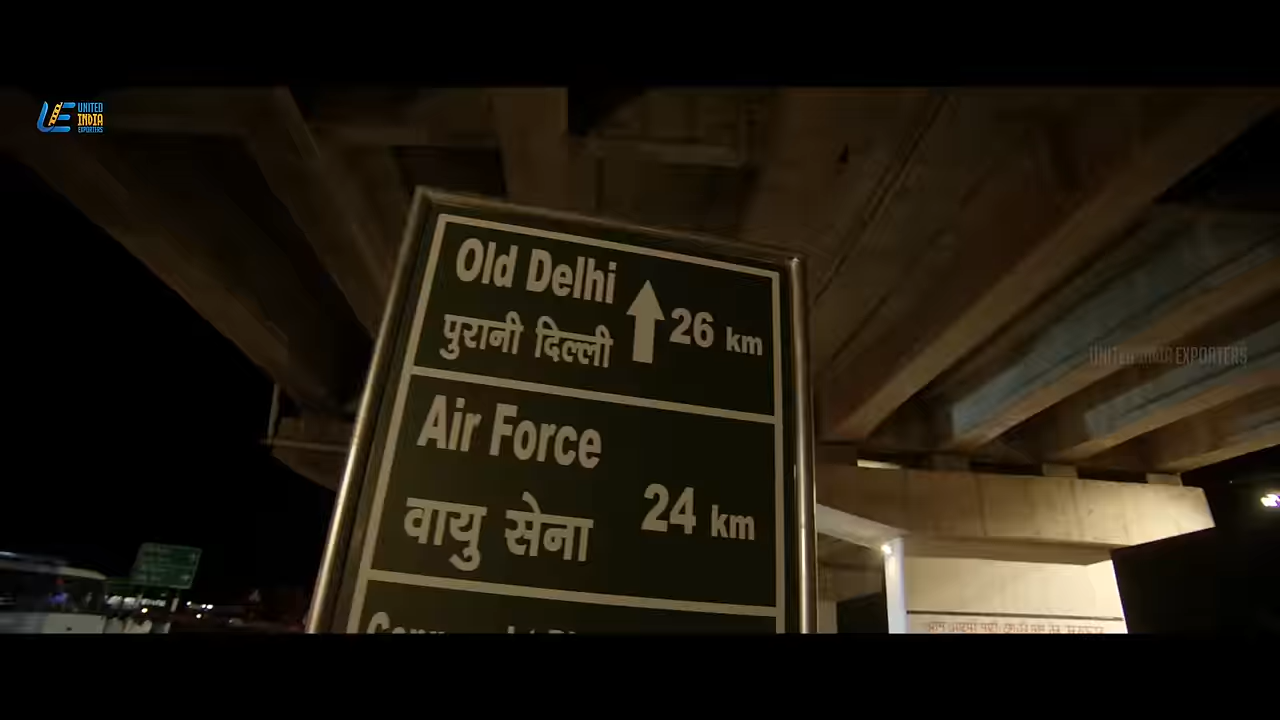 UNITED
INDIA
EXPORTERS
Old Delhi
पुरानी दिल्ली
26 km
Air Force
वायु सेना
24 km
UNITED INDIA EXPORTERS